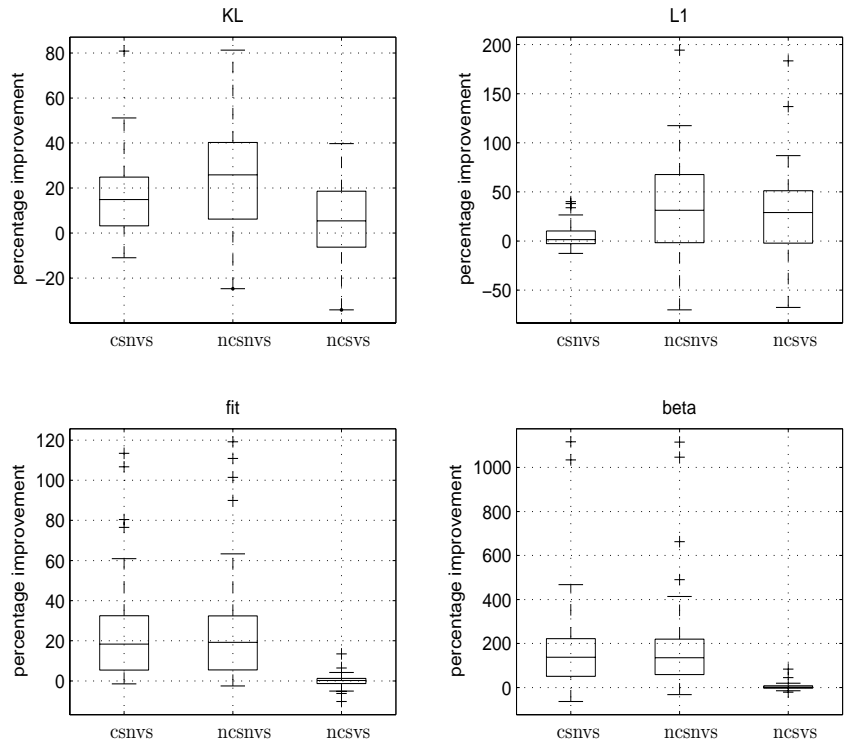 KL
percentage improvement
80
60
40
20
0
−20
csnvs ncsnvs ncsvs
L1
percentage improvement
200
150
100
50
0
−50
csnvs ncsnvs ncsvs
fit
percentage improvement
120
100
80
60
40
20
0
csnvs ncsnvs ncsvs
beta
percentage improvement
1000
800
600
400
200
0
csnvs ncsnvs ncsvs